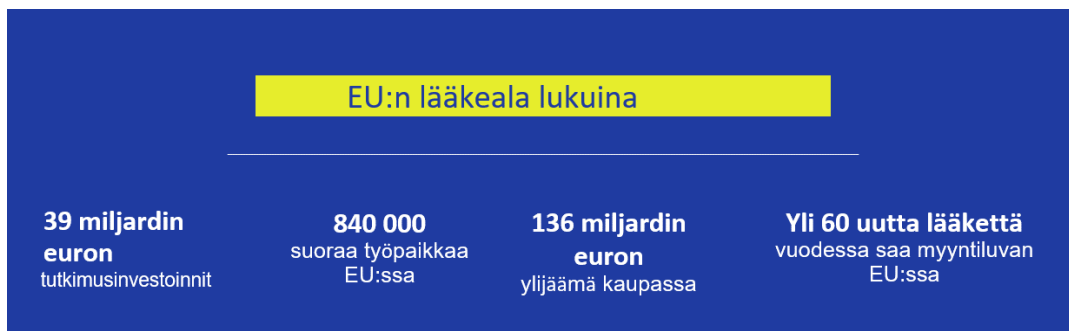 EU:n lääkeala lukuina
39 miljardin
euron
tutkimusinvestoinnit
840 000
suoraa työpaikkaa
EU:ssa
136 miljardin
euron
ylijäämä kaupassa
Yli 60 uutta lääkettä
vuodessa saa myyntiluvan
EU:ssa